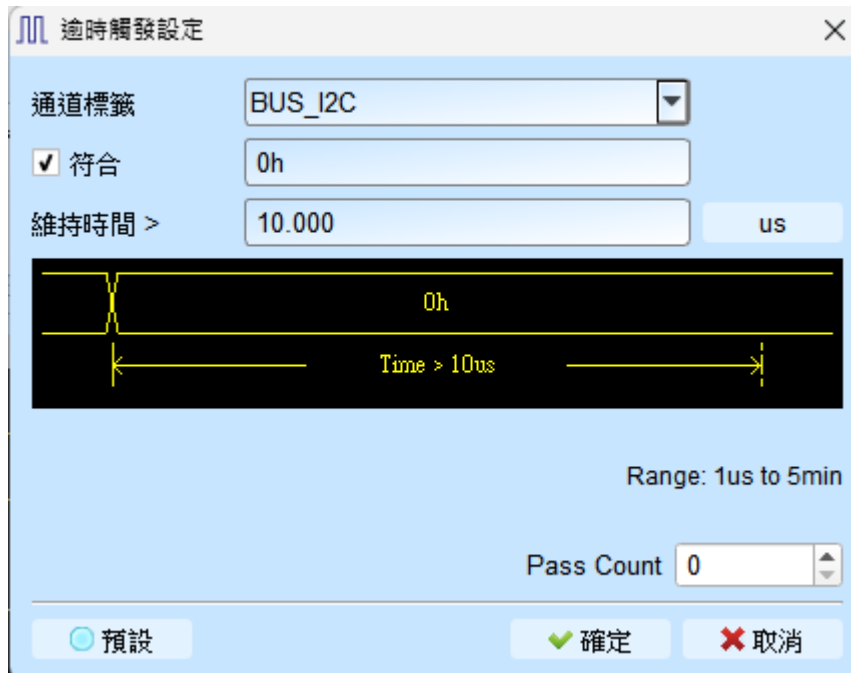 逾時觸發設定
通道標籤 BUS_I2C
符合 0h
維持時間 > 10.000 us
0h
Time > 10us
Range: 1us to 5min
Pass Count 0
預設 確定 取消